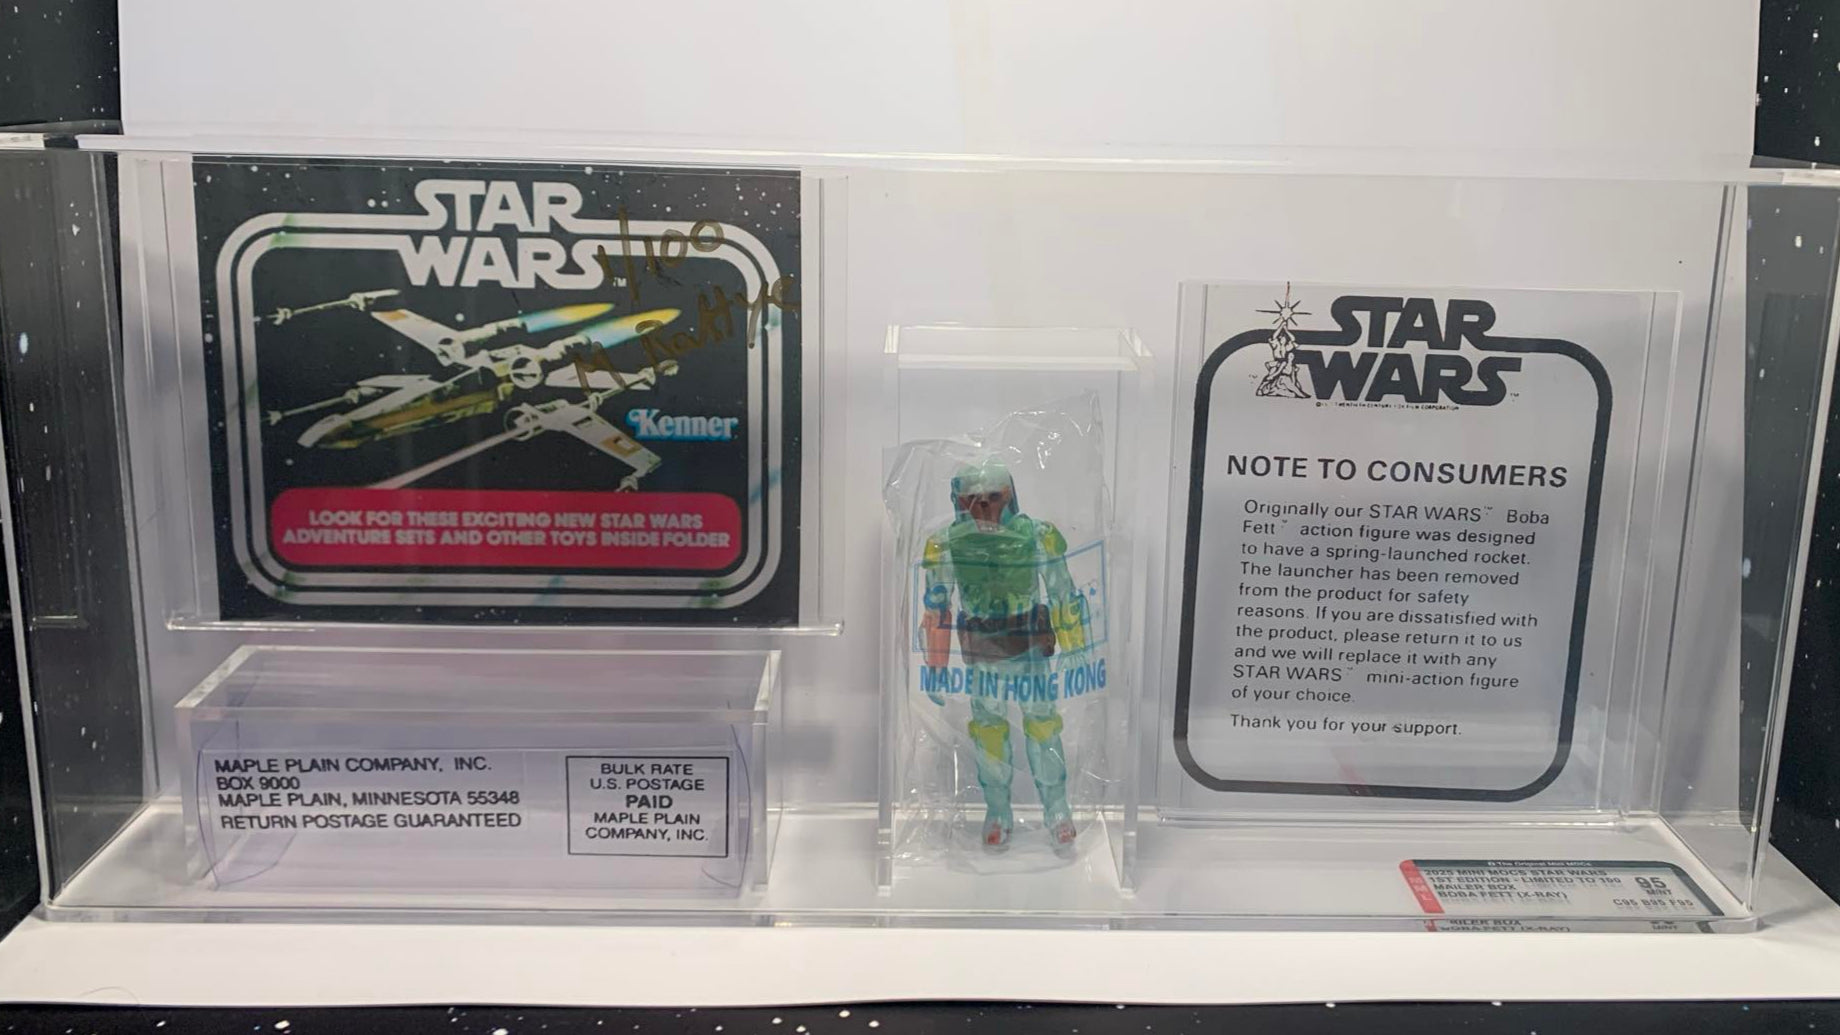 STAR
WARS™
1/100
Kenner
LOOK FOR THESE EXCITING NEW STAR WARS
ADVENTURE SETS AND OTHER TOYS INSIDE FOLDER
MAPLE PLAIN COMPANY, INC.
BOX 9000
MAPLE PLAIN, MINNESOTA 55348
RETURN POSTAGE GUARANTEED
BULK RATE
U.S. POSTAGE
PAID
MAPLE PLAIN
COMPANY, INC.
MADE IN HONG KONG
STAR
WARS™
NOTE TO CONSUMERS
Originally our STAR WARS™ Boba
Fett™ action figure was designed
to have a spring-launched rocket.
The launcher has been removed
from the product for safety
reasons. If you are dissatisfied with
the product, please return it to us
and we will replace it with any
STAR WARS™ mini-action figure
of your choice.
Thank you for your support.
The Original Mini MOCs
2025 MINI MOCS STAR WARS
1ST EDITION - LIMITED TO 100
MAILER BOX
BOBA FETT (X-RAY)
95
MINT
C95 B95 F95